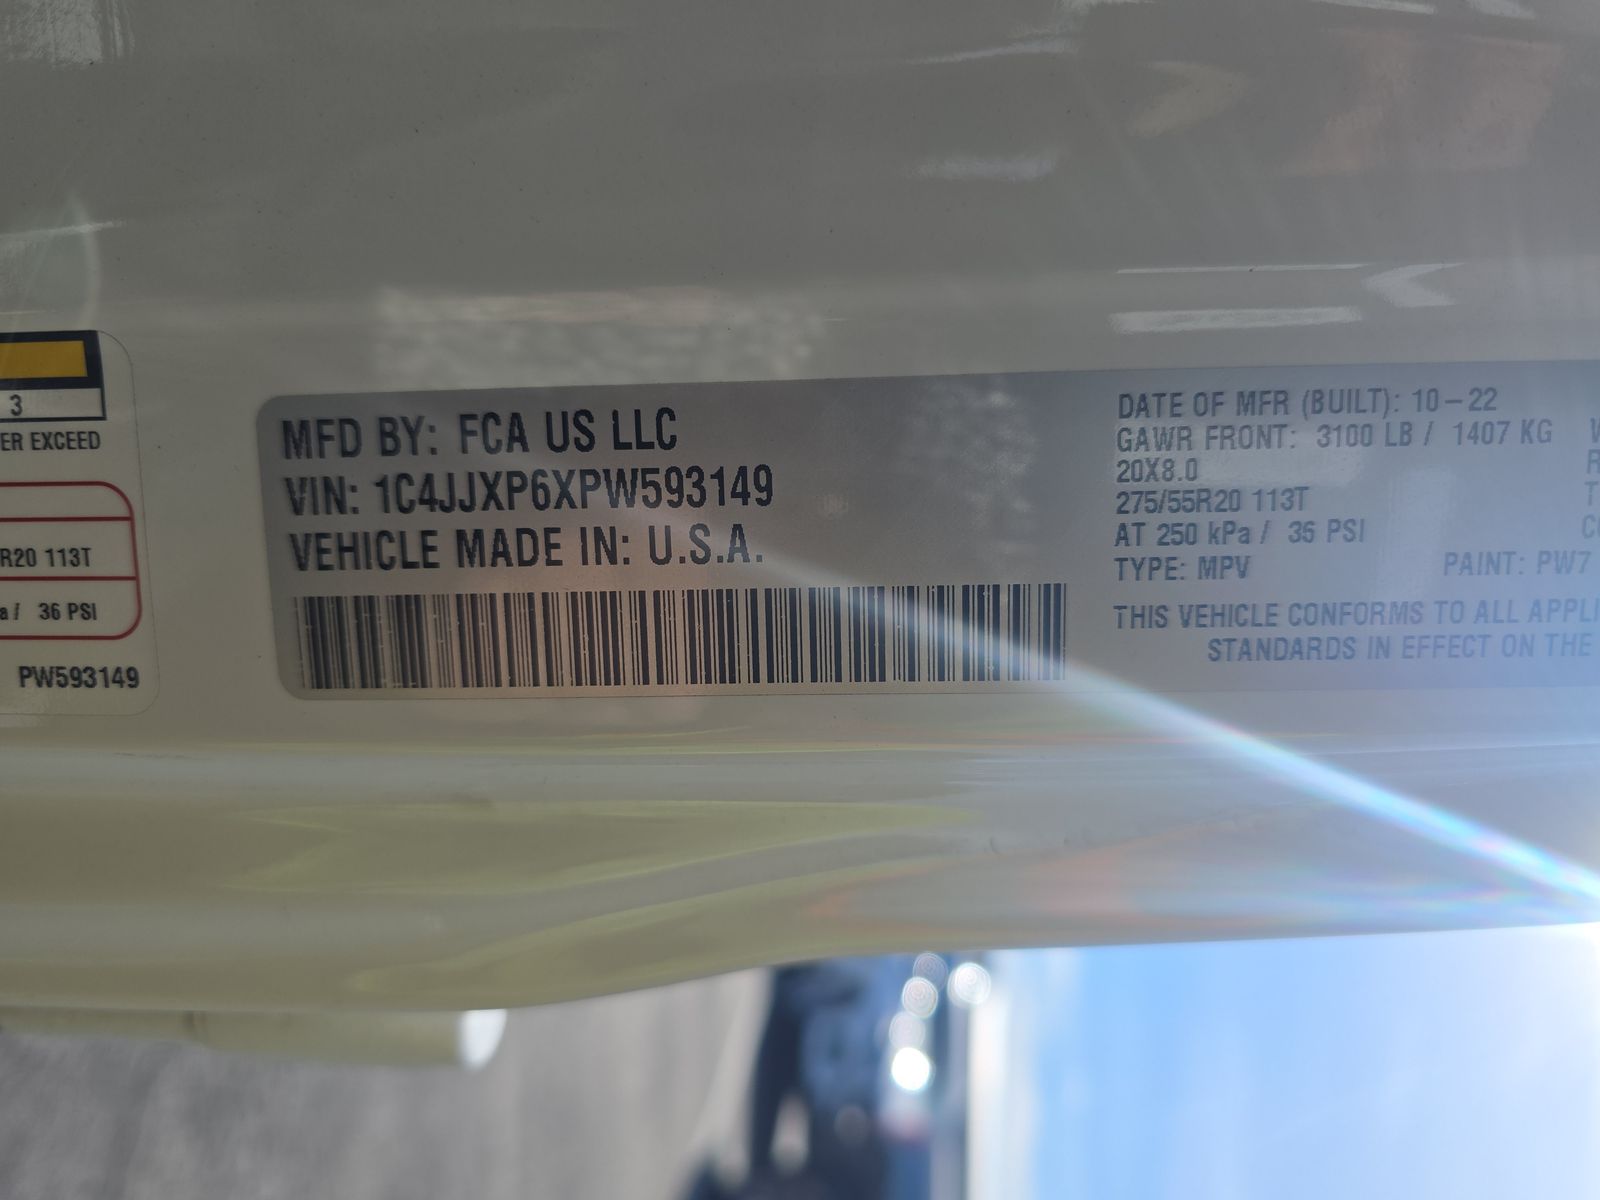 3
ER EXCEED
R20 113T
a / 36 PSI
PW593149
MFD BY: FCA US LLC
VIN: 1C4JJXP6XPW593149
VEHICLE MADE IN: U.S.A.
DATE OF MFR (BUILT): 10-22
GAWR FRONT: 3100 LB / 1407 KG
20X8.0
275/55R20 113T
AT 250 kPa / 36 PSI
TYPE: MPV PAINT: PW7
THIS VEHICLE CONFORMS TO ALL APPLI
STANDARDS IN EFFECT ON THE